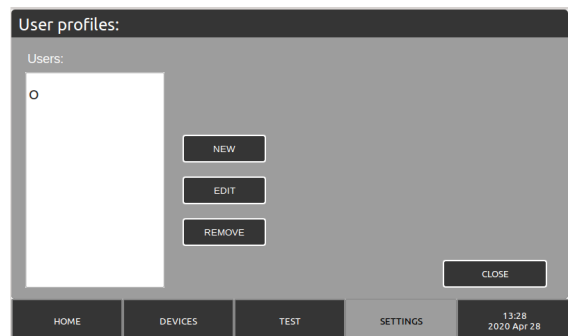 User profiles:
Users:
O
NEW
EDIT
REMOVE
CLOSE
HOME
DEVICES
TEST
SETTINGS
13:28
2020 Apr 28